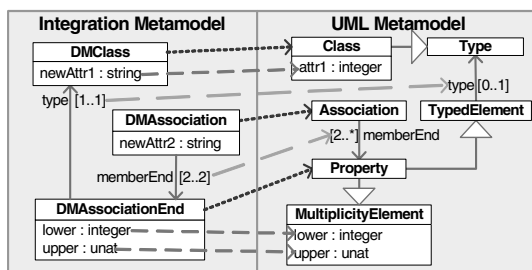 Integration Metamodel
UML Metamodel
DMClass
newAttr1 : string
Class
attr1 : integer
Type
type [1..1]
type [0..1]
DMAssociation
newAttr2 : string
Association
TypedElement
[2..*] memberEnd
memberEnd [2..2]
Property
DMAssociationEnd
lower : integer
upper : unat
MultiplicityElement
lower : integer
upper : unat